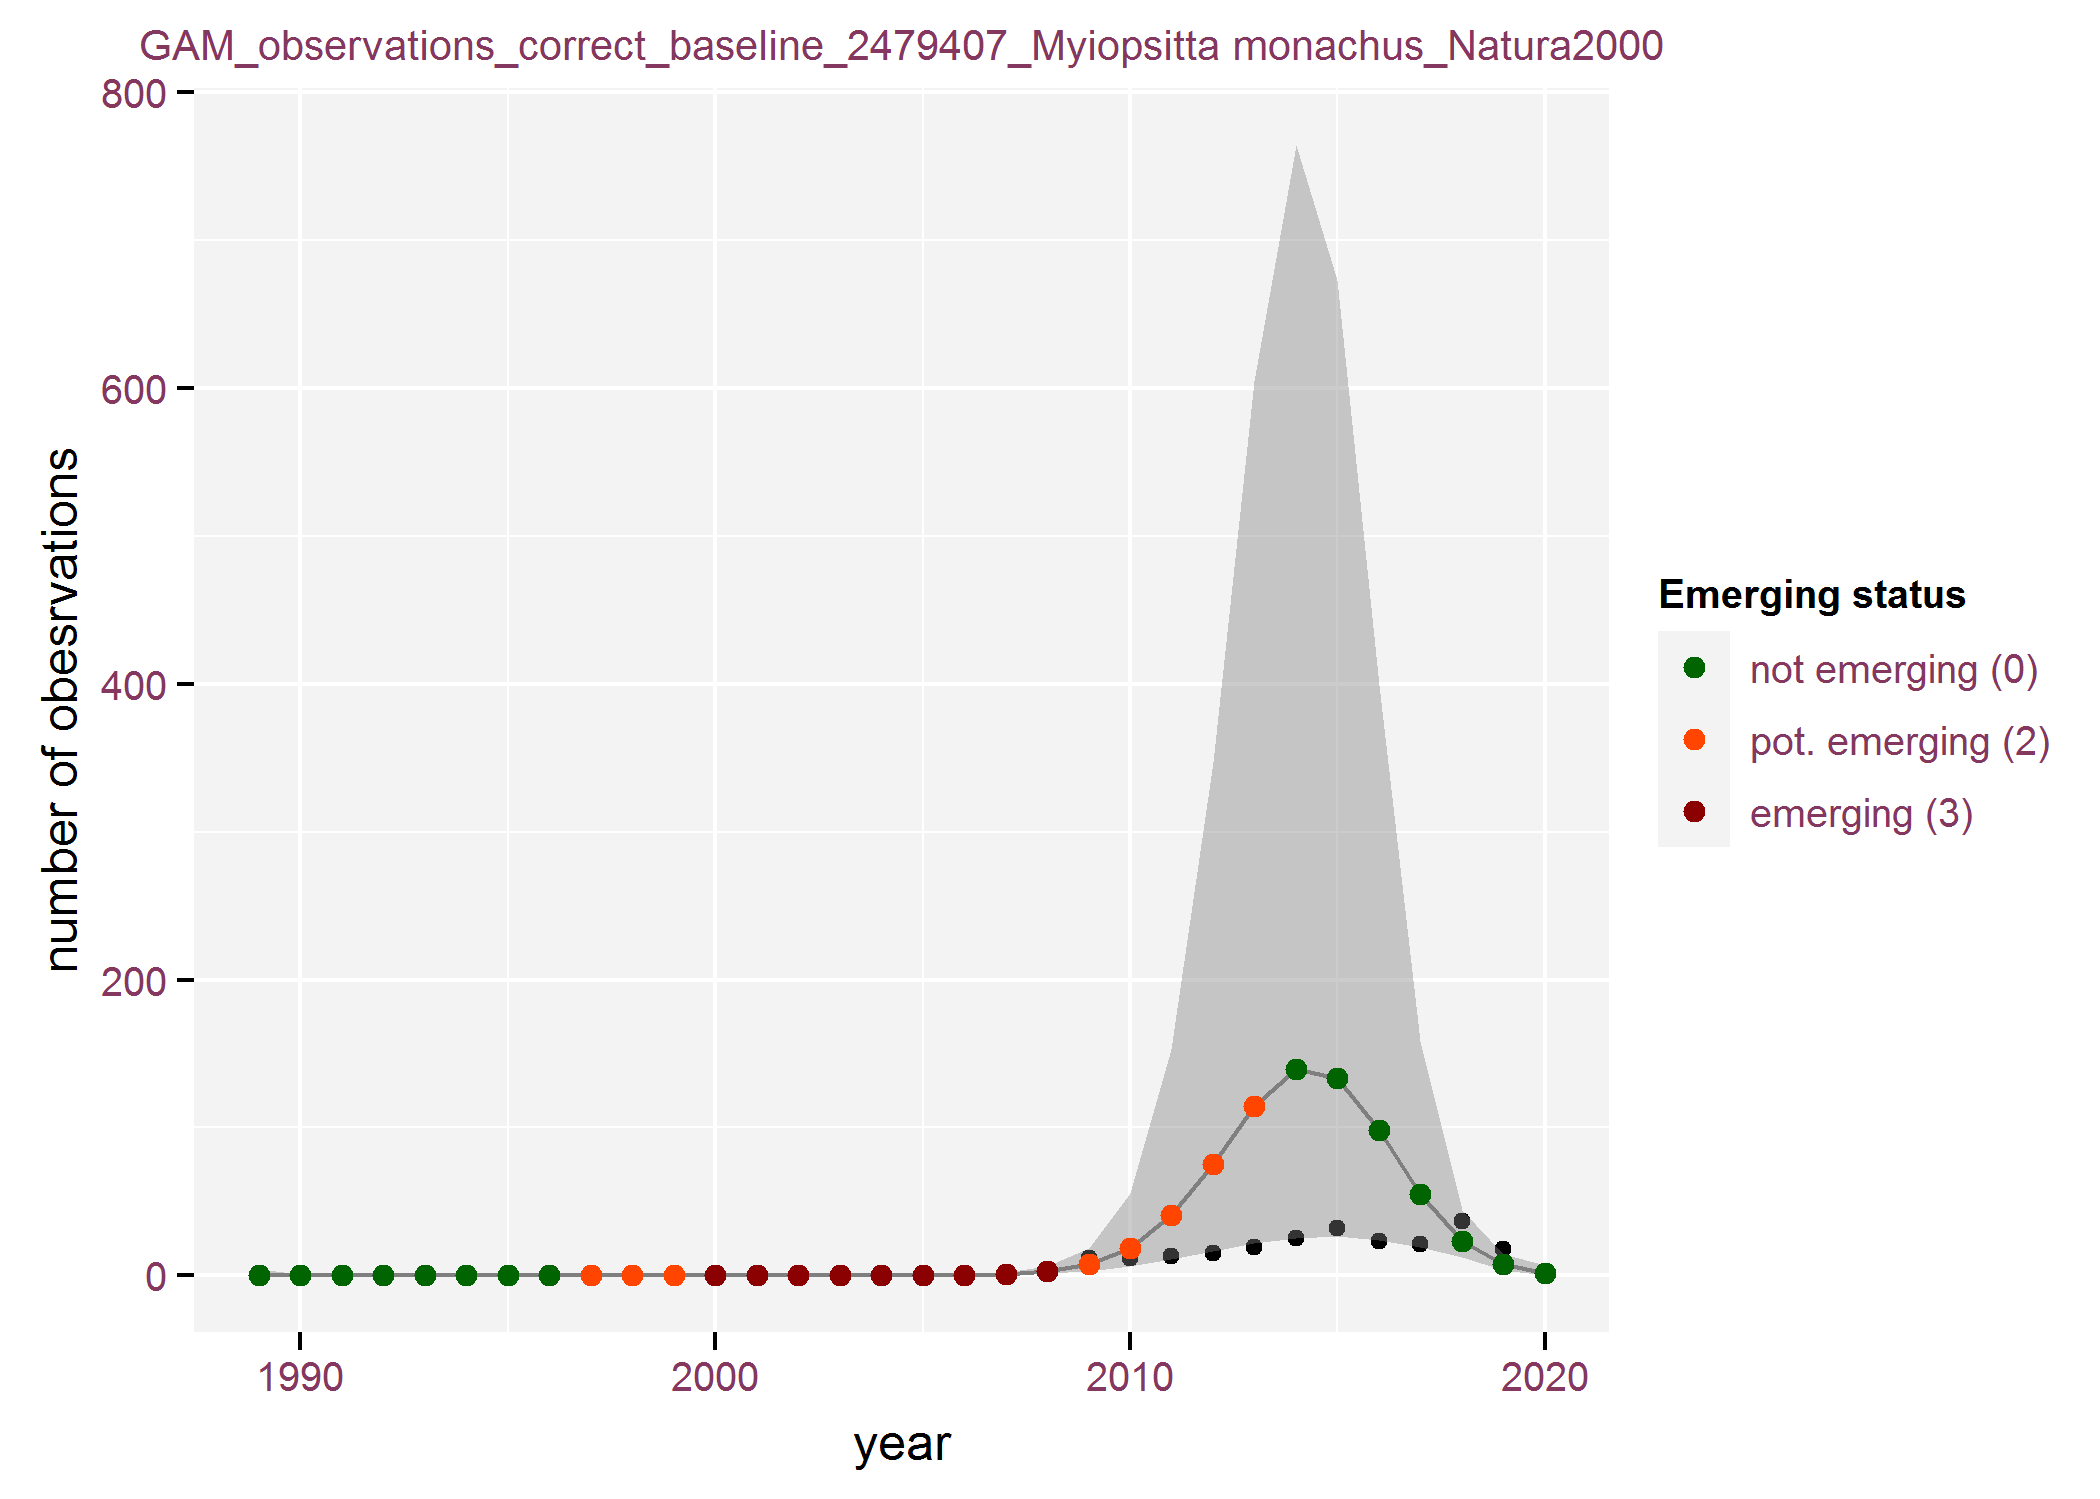 GAM_observations_correct_baseline_2479407_Myiopsitta monachus_Natura2000
800
600
400
200
0
number of obesrvations
1990
2000
2010
2020
year
Emerging status
not emerging (0)
pot. emerging (2)
emerging (3)